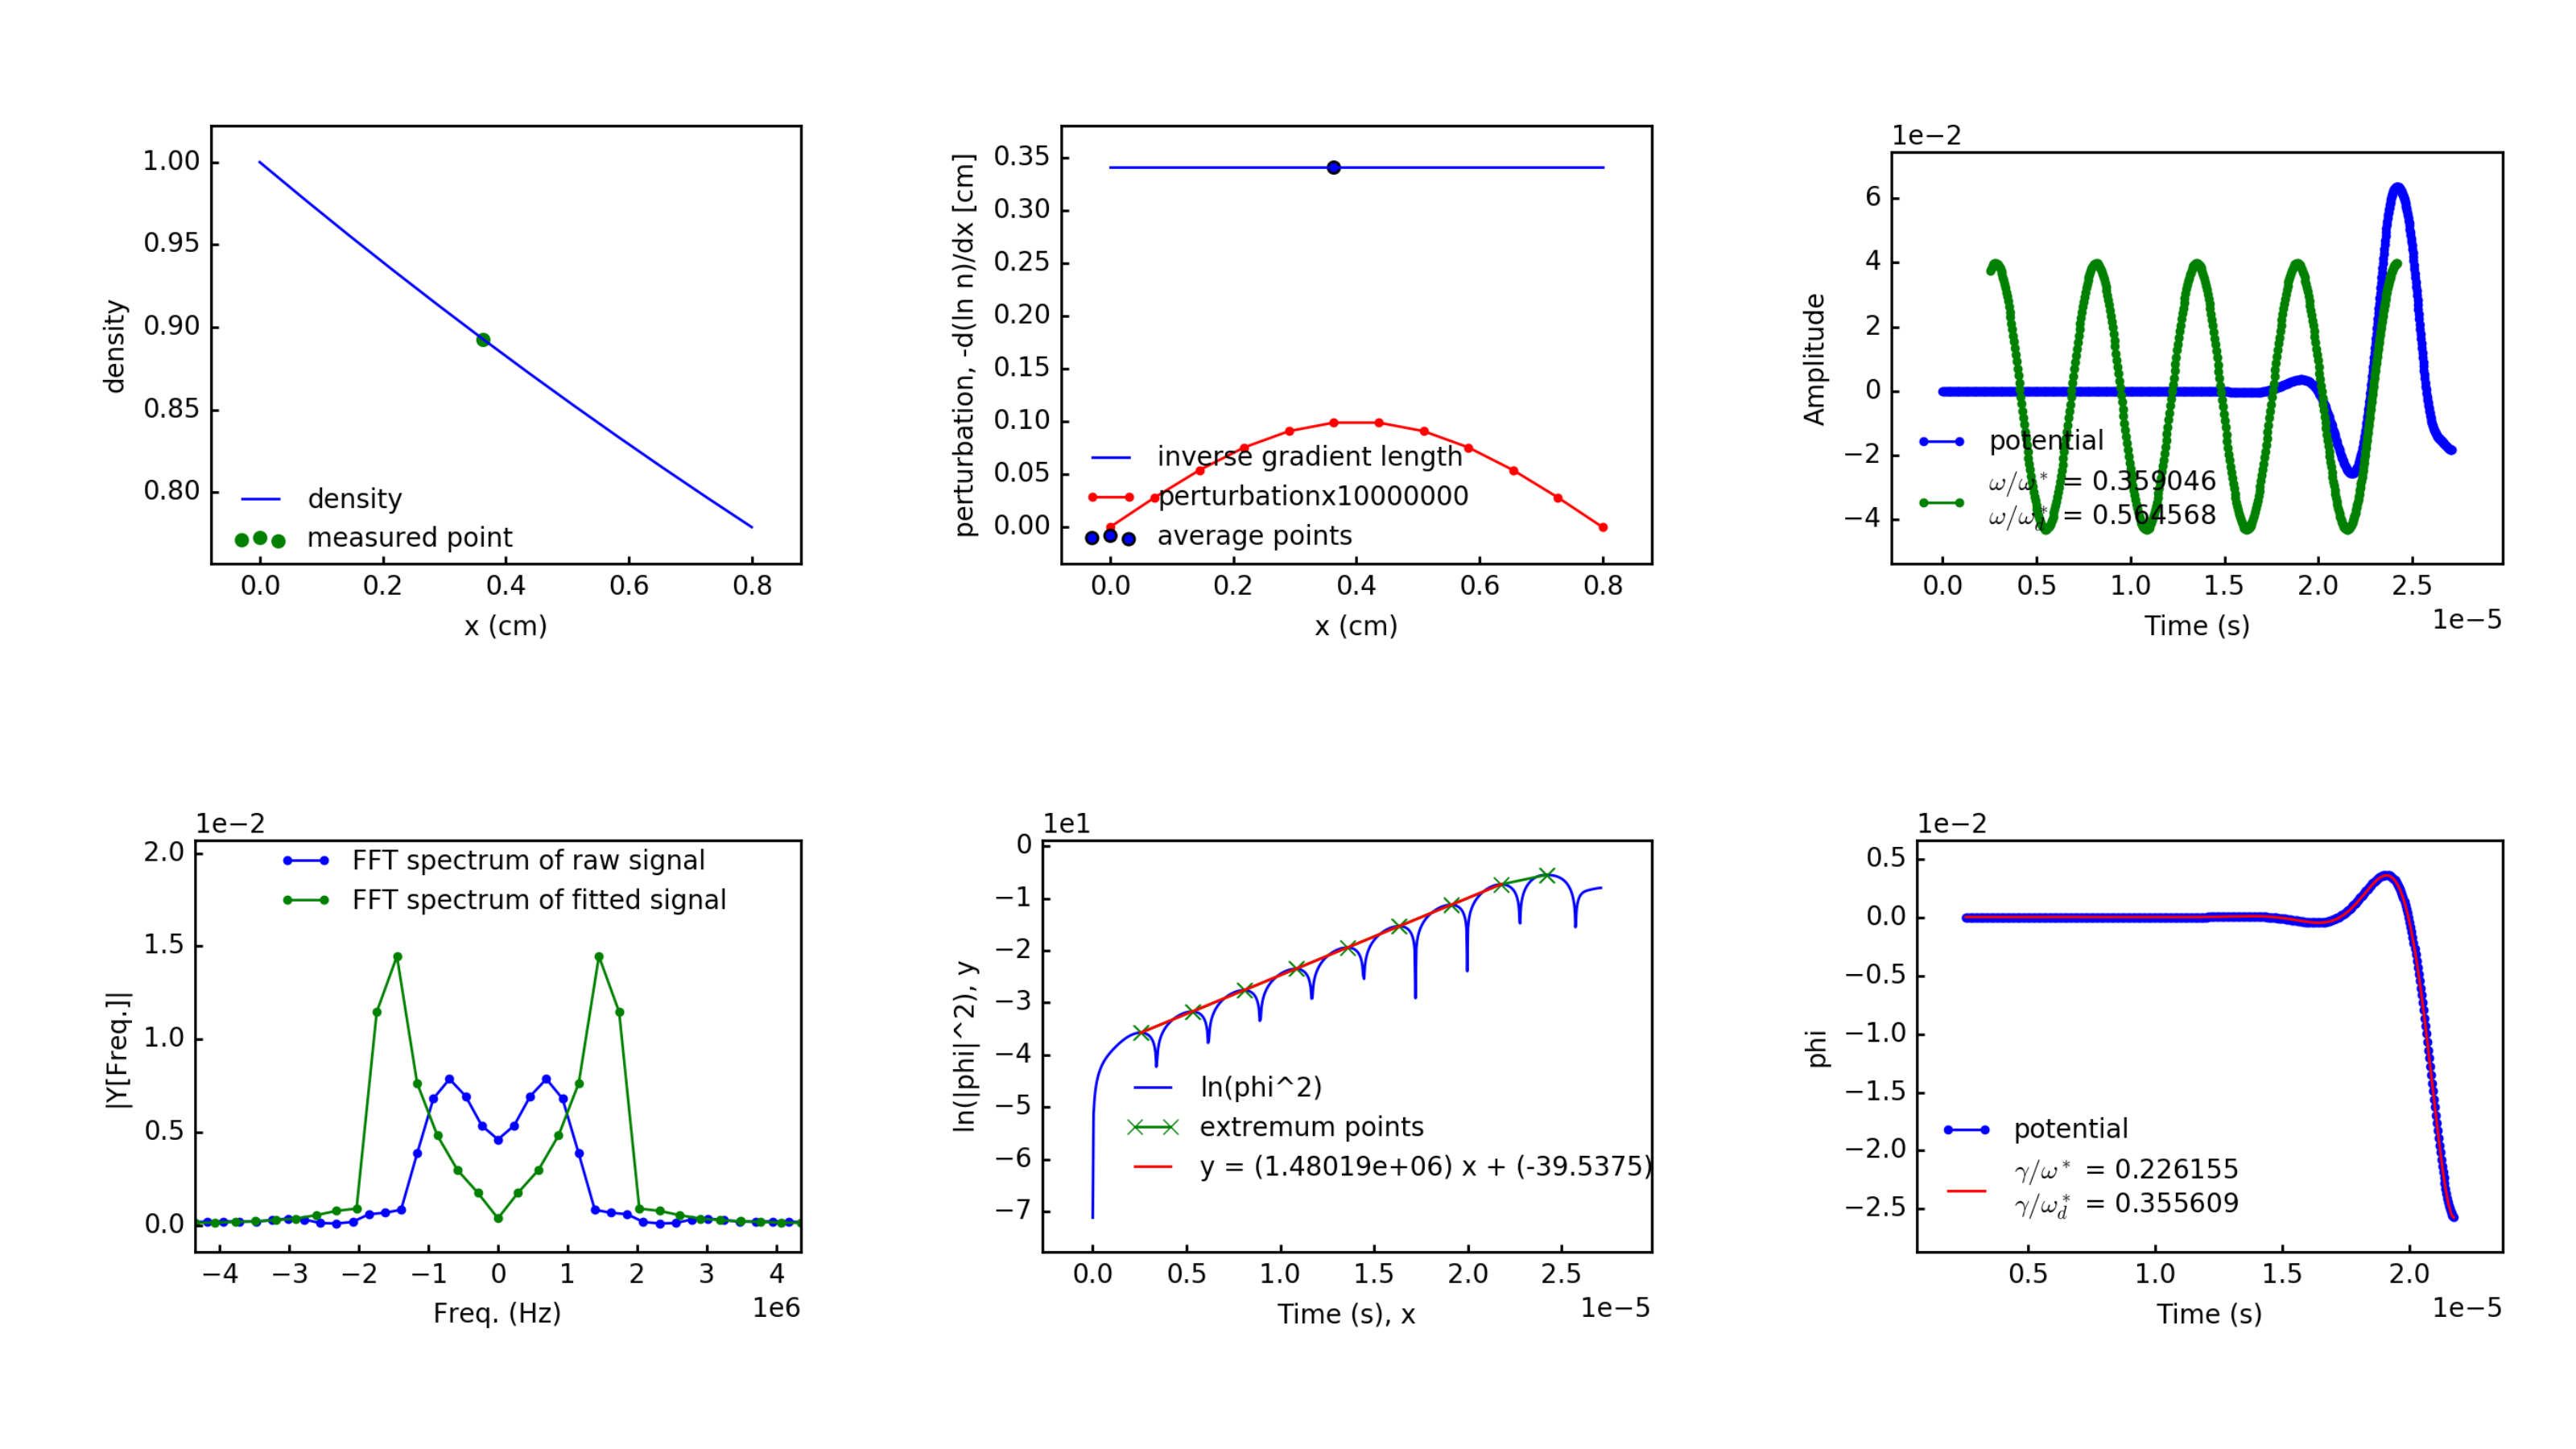 1.00
0.95
0.90
0.85
0.80
density
density
measured point
0.0 0.2 0.4 0.6 0.8
x (cm)
0.35
0.30
0.25
0.20
0.15
0.10
0.05
0.00
perturbation, -d(ln n)/dx [cm]
inverse gradient length
perturbationx10000000
average points
0.0 0.2 0.4 0.6 0.8
x (cm)
1e−2
6
4
2
0
−2
−4
Amplitude
potential
ω/ω* = 0.359046
ω/ω*_d = 0.564568
0.0 0.5 1.0 1.5 2.0 2.5
1e−5
Time (s)
1e−2
2.0
1.5
1.0
0.5
0.0
|Y[Freq.]|
FFT spectrum of raw signal
FFT spectrum of fitted signal
−4 −3 −2 −1 0 1 2 3 4
1e6
Freq. (Hz)
1e1
0
−1
−2
−3
−4
−5
−6
−7
ln(|phi|^2), y
ln(phi^2)
extremum points
y = (1.48019e+06) x + (-39.5375)
0.0 0.5 1.0 1.5 2.0 2.5
1e−5
Time (s), x
1e−2
0.5
0.0
−0.5
−1.0
−1.5
−2.0
−2.5
phi
potential
γ/ω* = 0.226155
γ/ω*_d = 0.355609
0.5 1.0 1.5 2.0
1e−5
Time (s)